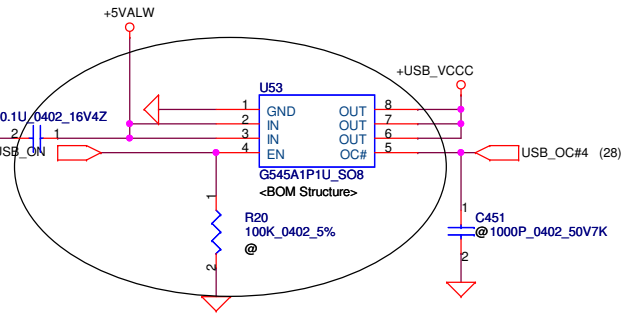 +5VALW
+USB_VCCC
U53
0.1U_0402_16V4Z
1 GND OUT 8
2 IN OUT 7
2 1 3 IN OUT 6
USB_ON 4 EN OC# 5 USB_OC#4 (28)
G545A1P1U_SO8
<BOM Structure>
1 R20 100K_0402_5% @ 2
1 C451 @ 1000P_0402_50V7K 2